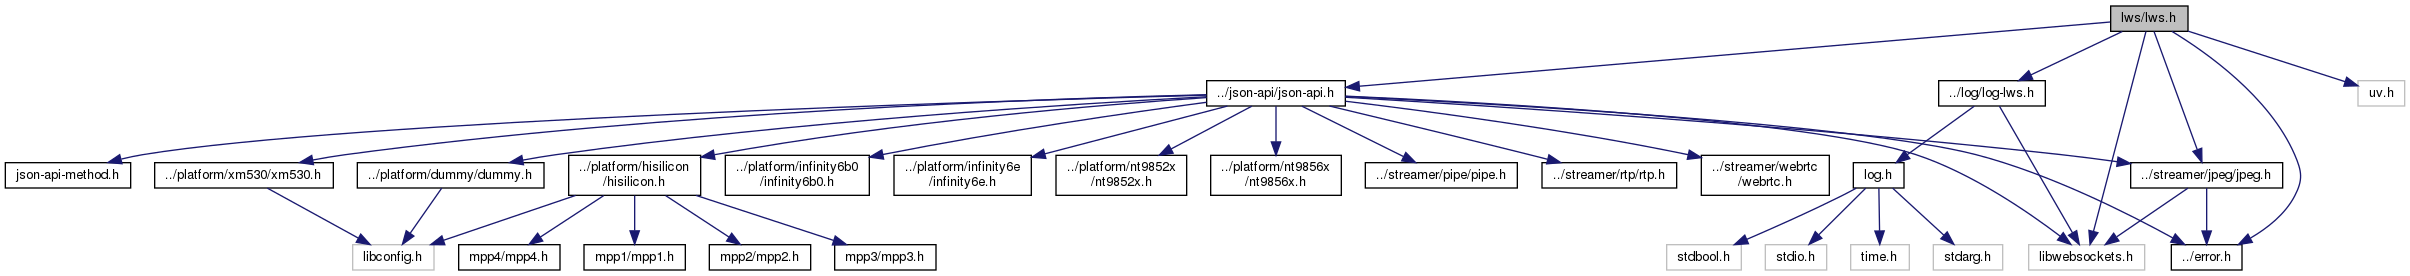 lws/lws.h
../json-api/json-api.h
../log/log-lws.h
uv.h
json-api-method.h
../platform/xm530/xm530.h
../platform/dummy/dummy.h
../platform/hisilicon
/hisilicon.h
../platform/infinity6b0
/infinity6b0.h
../platform/infinity6e
/infinity6e.h
../platform/nt9852x
/nt9852x.h
../platform/nt9856x
/nt9856x.h
../streamer/pipe/pipe.h
../streamer/rtp/rtp.h
../streamer/webrtc
/webrtc.h
log.h
../streamer/jpeg/jpeg.h
libconfig.h
mpp4/mpp4.h
mpp1/mpp1.h
mpp2/mpp2.h
mpp3/mpp3.h
stdbool.h
stdio.h
time.h
stdarg.h
libwebsockets.h
../error.h